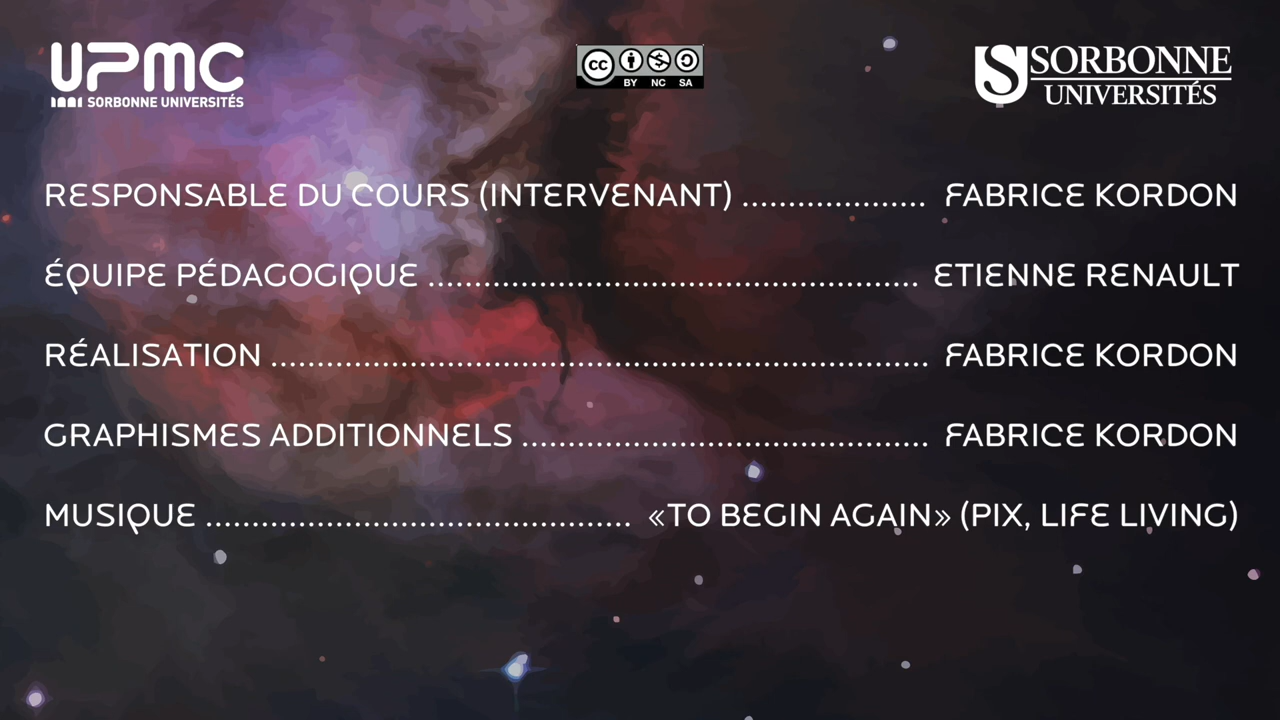 UPMC
SORBONNE UNIVERSITÉS
CC
BY NC SA
SORBONNE
UNIVERSITÉS
RESPONSABLE DU COURS (INTERVENANT) ................... FABRICE KORDON
ÉQUIPE PÉDAGOGIQUE .................................................. ETIENNE RENAULT
RÉALISATION ...................................................................... FABRICE KORDON
GRAPHISMES ADDITIONNELS ........................................... FABRICE KORDON
MUSIQUE .............................................. «TO BEGIN AGAIN» (PIX, LIFE LIVING)